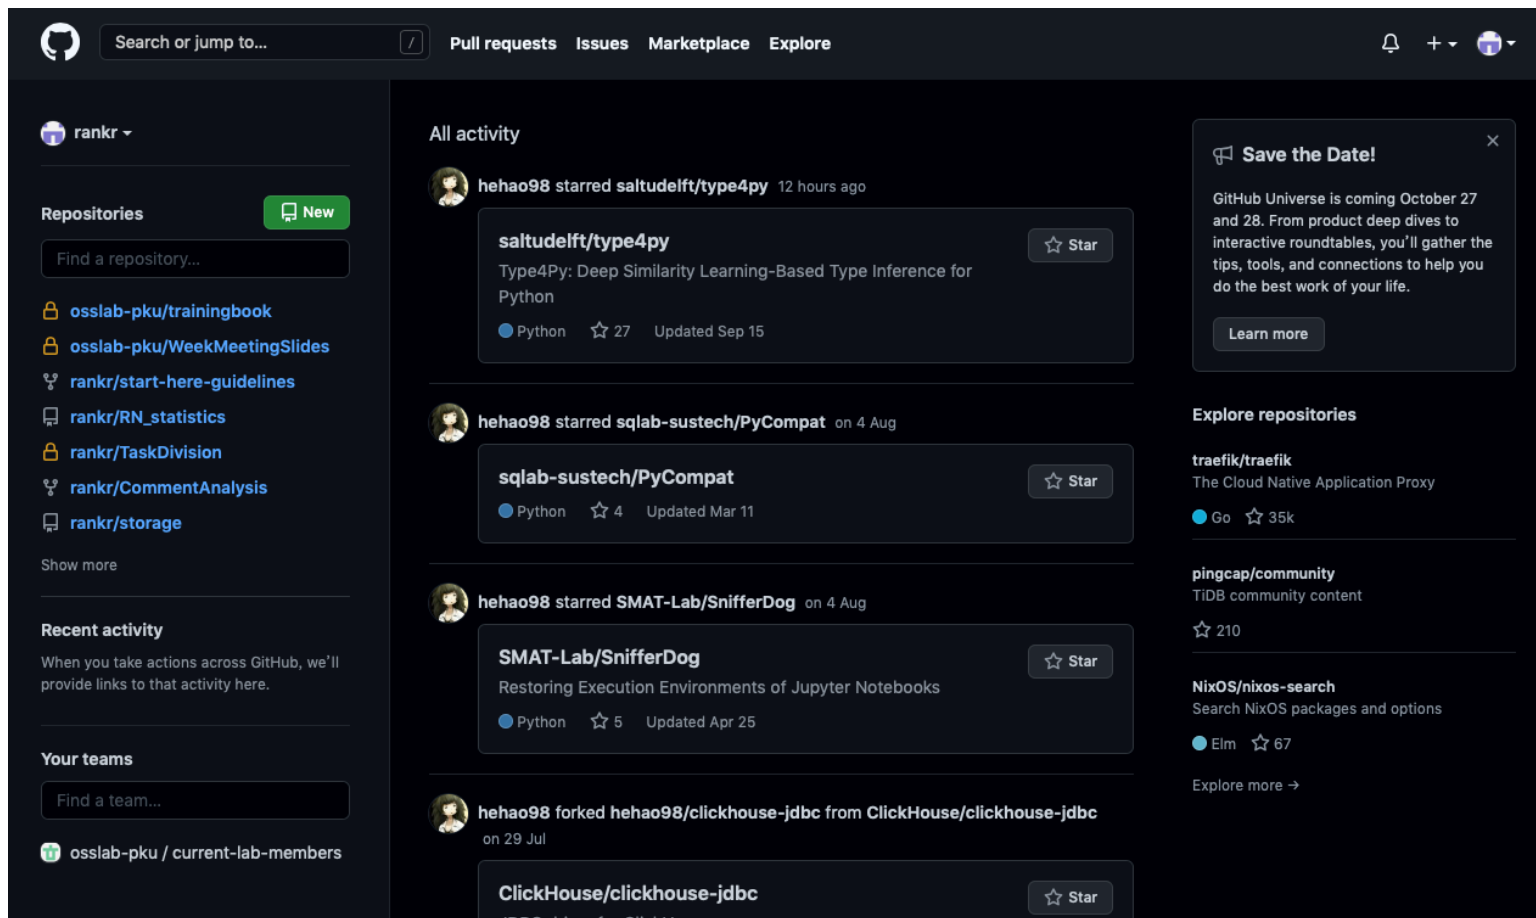 Search or jump to... /
Pull requests Issues Marketplace Explore
rankr
Repositories
New
Find a repository...
osslab-pku/trainingbook
osslab-pku/WeekMeetingSlides
rankr/start-here-guidelines
rankr/RN_statistics
rankr/TaskDivision
rankr/CommentAnalysis
rankr/storage
Show more
Recent activity
When you take actions across GitHub, we'll
provide links to that activity here.
Your teams
Find a team...
osslab-pku / current-lab-members
All activity
hehao98 starred saltudelft/type4py 12 hours ago
saltudelft/type4py
Star
Type4Py: Deep Similarity Learning-Based Type Inference for
Python
Python 27 Updated Sep 15
hehao98 starred sqlab-sustech/PyCompat on 4 Aug
sqlab-sustech/PyCompat
Star
Python 4 Updated Mar 11
hehao98 starred SMAT-Lab/SnifferDog on 4 Aug
SMAT-Lab/SnifferDog
Star
Restoring Execution Environments of Jupyter Notebooks
Python 5 Updated Apr 25
hehao98 forked hehao98/clickhouse-jdbc from ClickHouse/clickhouse-jdbc
on 29 Jul
ClickHouse/clickhouse-jdbc
Star
Save the Date!
GitHub Universe is coming October 27
and 28. From product deep dives to
interactive roundtables, you'll gather the
tips, tools, and connections to help you
do the best work of your life.
Learn more
Explore repositories
traefik/traefik
The Cloud Native Application Proxy
Go 35k
pingcap/community
TiDB community content
210
NixOS/nixos-search
Search NixOS packages and options
Elm 67
Explore more →